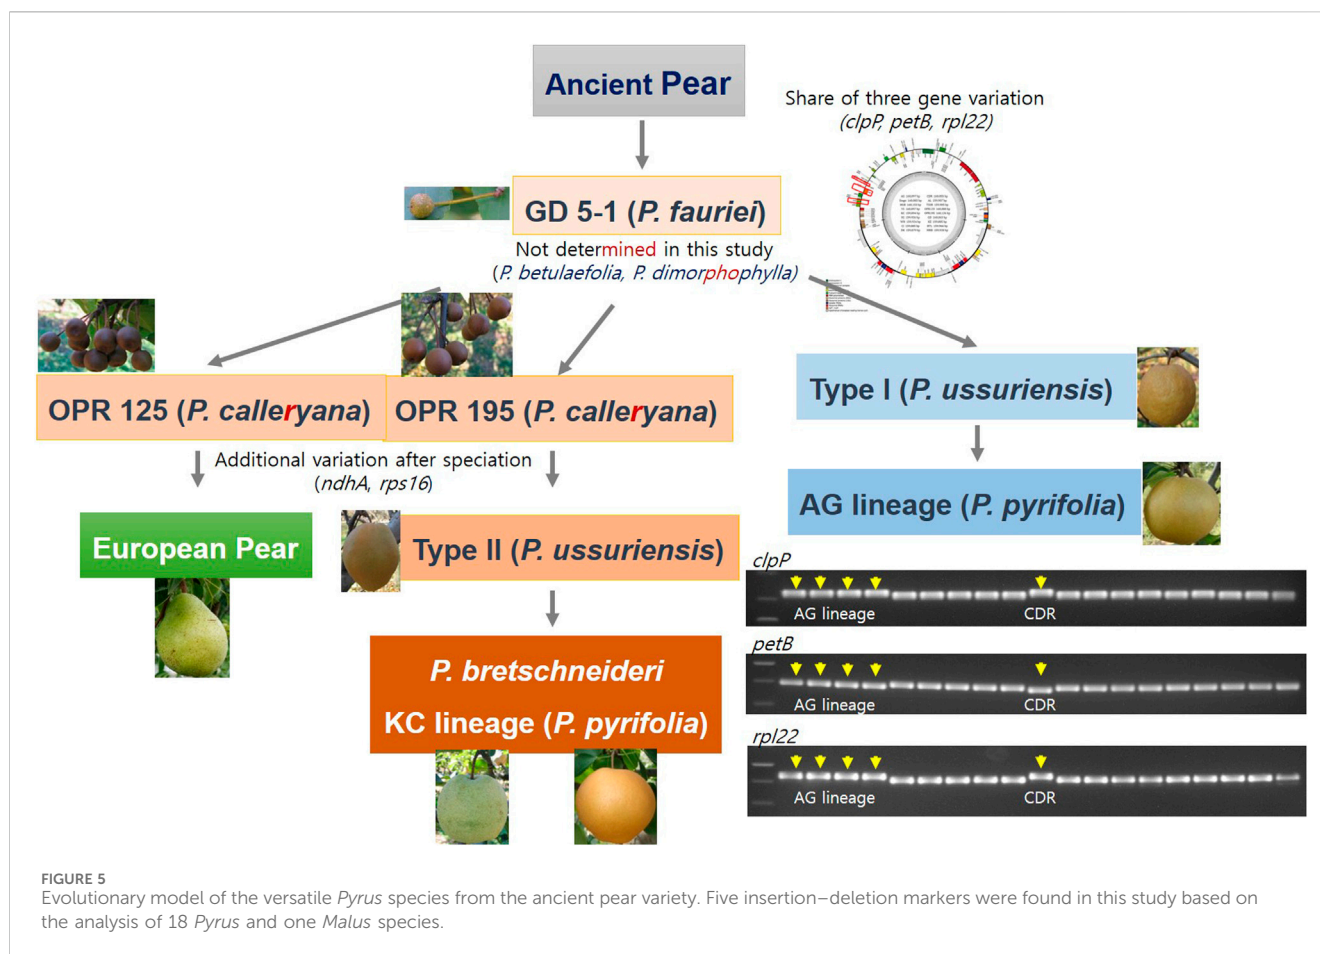 Ancient Pear
Share of three gene variation
(clpP, petB, rpl22)
GD 5-1 (P. fauriei)
Not determined in this study
(P. betulaefolia, P. dimorphophylla)
OPR 125 (P. calleryana)
OPR 195 (P. calleryana)
Type I (P. ussuriensis)
Additional variation after speciation
(ndhA, rps16)
AG lineage (P. pyrifolia)
European Pear
Type II (P. ussuriensis)
P. bretschneideri
KC lineage (P. pyrifolia)
clpP
AG lineage
CDR
petB
AG lineage
CDR
rpl22
AG lineage
CDR
FIGURE 5
Evolutionary model of the versatile Pyrus species from the ancient pear variety. Five insertion–deletion markers were found in this study based on
the analysis of 18 Pyrus and one Malus species.